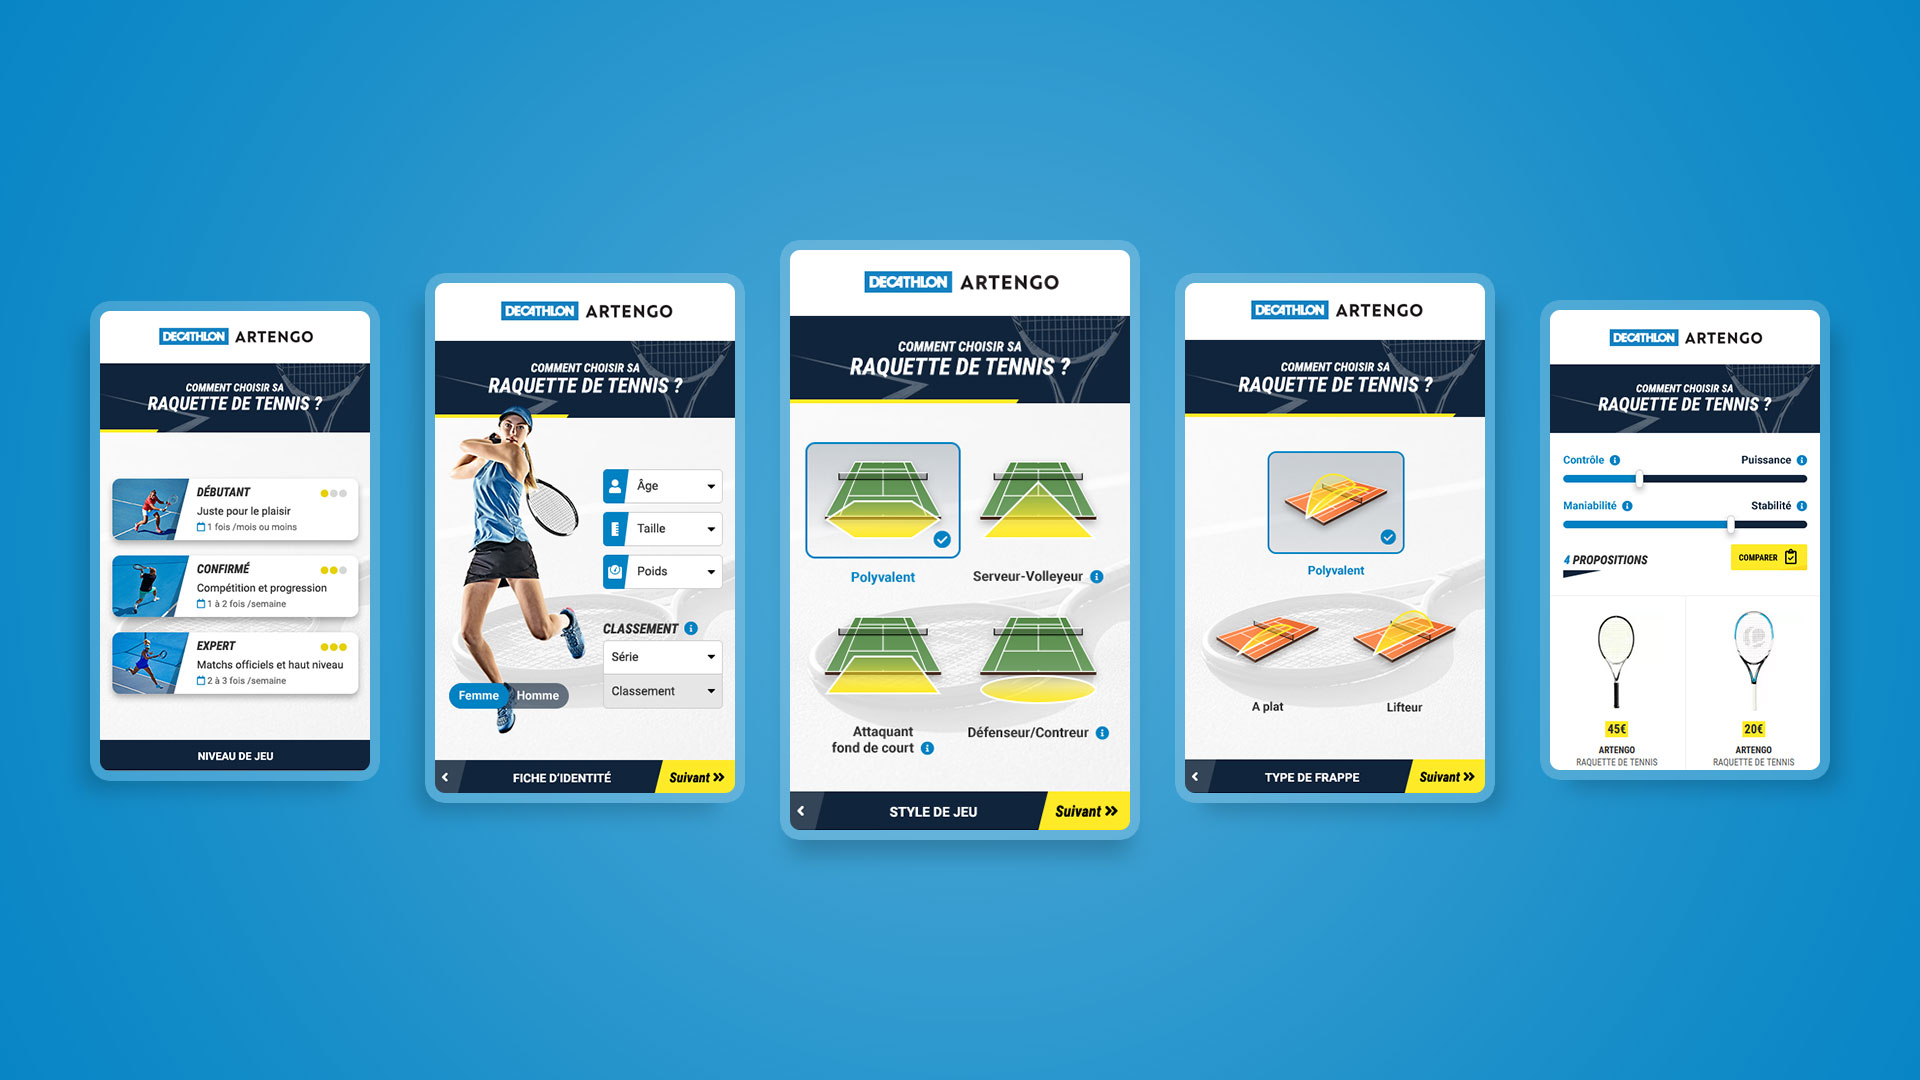 DECATHLON ARTENGO
COMMENT CHOISIR SA
RAQUETTE DE TENNIS ?
DÉBUTANT
Juste pour le plaisir
1 fois /mois ou moins
CONFIRMÉ
Compétition et progression
1 à 2 fois /semaine
EXPERT
Matchs officiels et haut niveau
2 à 3 fois /semaine
NIVEAU DE JEU
DECATHLON ARTENGO
COMMENT CHOISIR SA
RAQUETTE DE TENNIS ?
Âge
Taille
Poids
CLASSEMENT i
Série
Classement
Femme Homme
FICHE D'IDENTITÉ
Suivant
DECATHLON ARTENGO
COMMENT CHOISIR SA
RAQUETTE DE TENNIS ?
Polyvalent
Serveur-Volleyeur i
Attaquant
fond de court i
Défenseur/Contreur i
STYLE DE JEU
Suivant
DECATHLON ARTENGO
COMMENT CHOISIR SA
RAQUETTE DE TENNIS ?
Polyvalent
A plat
Lifteur
TYPE DE FRAPPE
Suivant
DECATHLON ARTENGO
COMMENT CHOISIR SA
RAQUETTE DE TENNIS ?
Contrôle i Puissance i
Maniabilité i Stabilité i
4 PROPOSITIONS
COMPARER
45€
ARTENGO
RAQUETTE DE TENNIS
20€
ARTENGO
RAQUETTE DE TENNIS